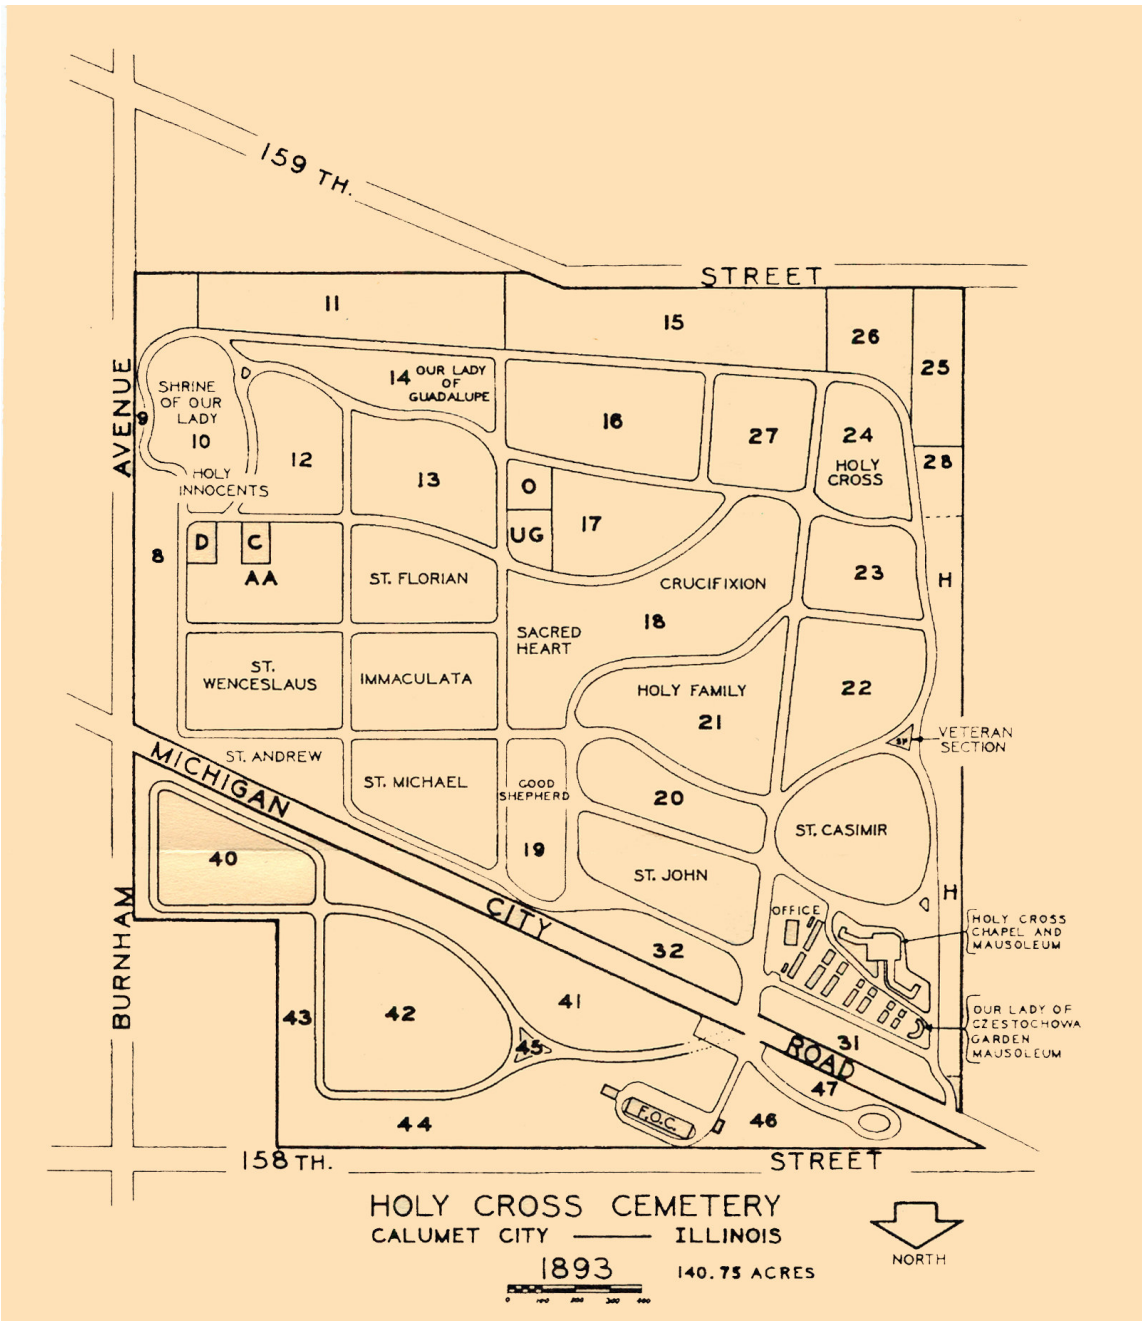 159 TH.
STREET
11
15
26
25
14 OUR LADY
OF
GUADALUPE
SHRINE
OF OUR
LADY
10
9
AVENUE
HOLY
INNOCENTS
12
13
16
27
24
HOLY
CROSS
28
O
UG
17
D
C
AA
8
ST. FLORIAN
CRUCIFIXION
18
23
H
SACRED
HEART
ST.
WENCESLAUS
IMMACULATA
HOLY FAMILY
21
22
VETERAN
SECTION
ST. ANDREW
ST. MICHAEL
GOOD
SHEPHERD
19
20
ST. CASIMIR
ST. JOHN
MICHIGAN
CITY
ROAD
40
BURNHAM
OFFICE
H
HOLY CROSS
CHAPEL AND
MAUSOLEUM
32
41
42
43
45
31
OUR LADY OF
CZESTOCHOWA
GARDEN
MAUSOLEUM
47
F.O.C.
46
44
158 TH.
STREET
HOLY CROSS CEMETERY
CALUMET CITY —— ILLINOIS
1893
140.75 ACRES
0 100 200 300 400
NORTH